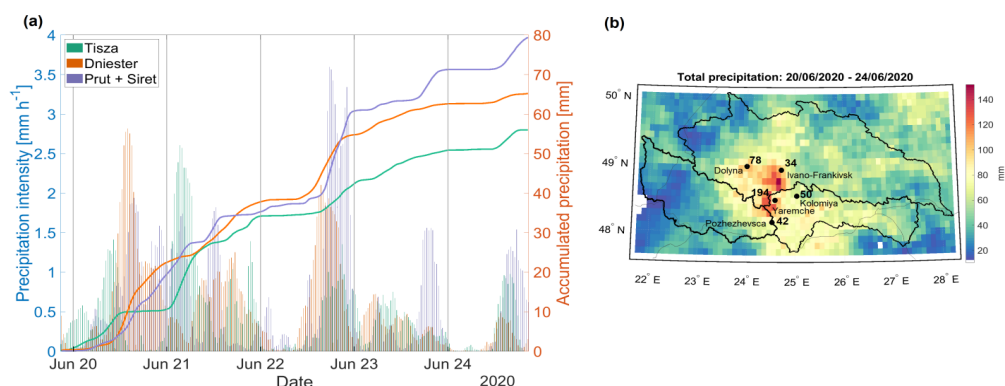 (a)
Tisza
Dniester
Prut + Siret
Precipitation intensity [mm h-1]
4
3.5
3
2.5
2
1.5
1
0.5
0
Accumulated precipitation [mm]
80
70
60
50
40
30
20
10
0
Jun 20 Jun 21 Jun 22 Jun 23 Jun 24
Date
2020
(b)
Total precipitation: 20/06/2020 - 24/06/2020
50° N
49° N
48° N
78
Dolyna
34
Ivano-Frankivsk
194
Yaremche
50
Kolomiya
Pozhezhevsca
42
22° E 23° E 24° E 25° E 26° E 27° E 28° E
140
120
100
80
60
40
20
mm